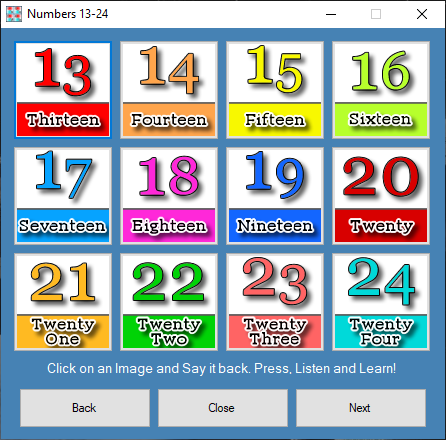 Numbers 13-24
13 14 15 16
Thirteen Fourteen Fifteen Sixteen
17 18 19 20
Seventeen Eighteen Nineteen Twenty
21 22 23 24
Twenty Twenty Twenty Twenty
One Two Three Four
Click on an Image and Say it back. Press, Listen and Learn!
Back Close Next